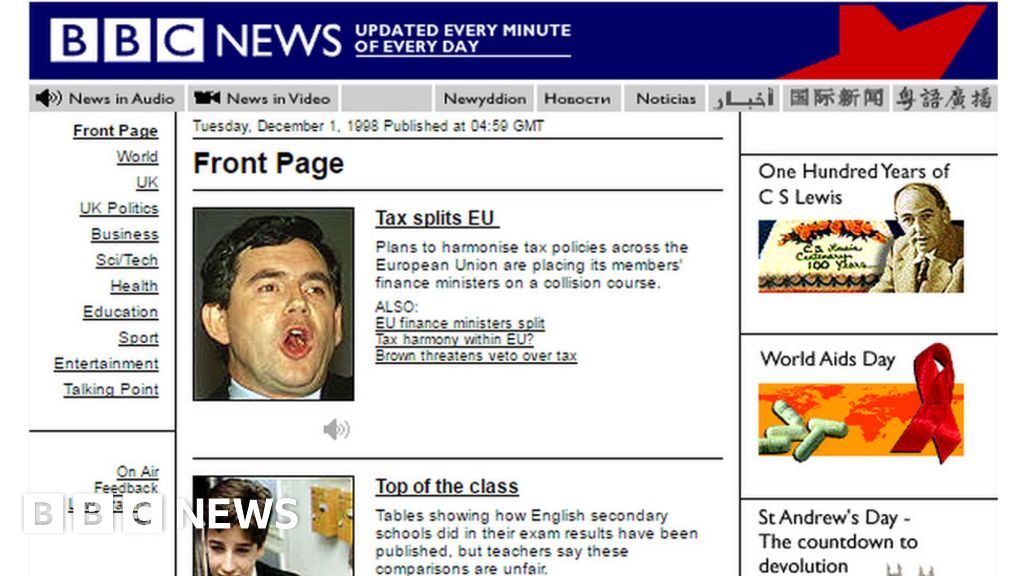 BBC NEWS
UPDATED EVERY MINUTE
OF EVERY DAY
News in Audio
News in Video
Newyddion
Новости
Noticias
أخبار
国际新闻
粤語廣播
Front Page
World
UK
UK Politics
Business
Sci/Tech
Health
Education
Sport
Entertainment
Talking Point
On Air
Feedback
Tuesday, December 1, 1998 Published at 04:59 GMT
Front Page
Tax splits EU
Plans to harmonise tax policies across the
European Union are placing its members'
finance ministers on a collision course.
ALSO:
EU finance ministers split
Tax harmony within EU?
Brown threatens veto over tax
Top of the class
Tables showing how English secondary
schools did in their exam results have been
published, but teachers say these
comparisons are unfair.
One Hundred Years of
C S Lewis
C.S. Lewis
Centenary
100 Years
World Aids Day
St Andrew's Day -
The countdown to
devolution
BBC NEWS